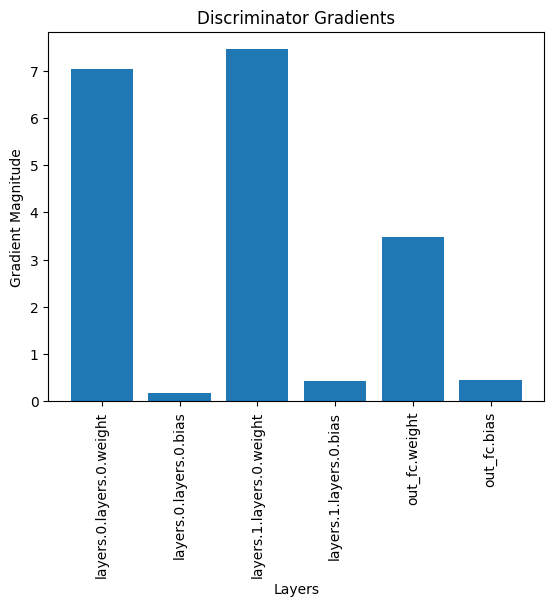 Discriminator Gradients
Gradient Magnitude
7
6
5
4
3
2
1
0
layers.0.layers.0.weight
layers.0.layers.0.bias
layers.1.layers.0.weight
layers.1.layers.0.bias
out_fc.weight
out_fc.bias
Layers